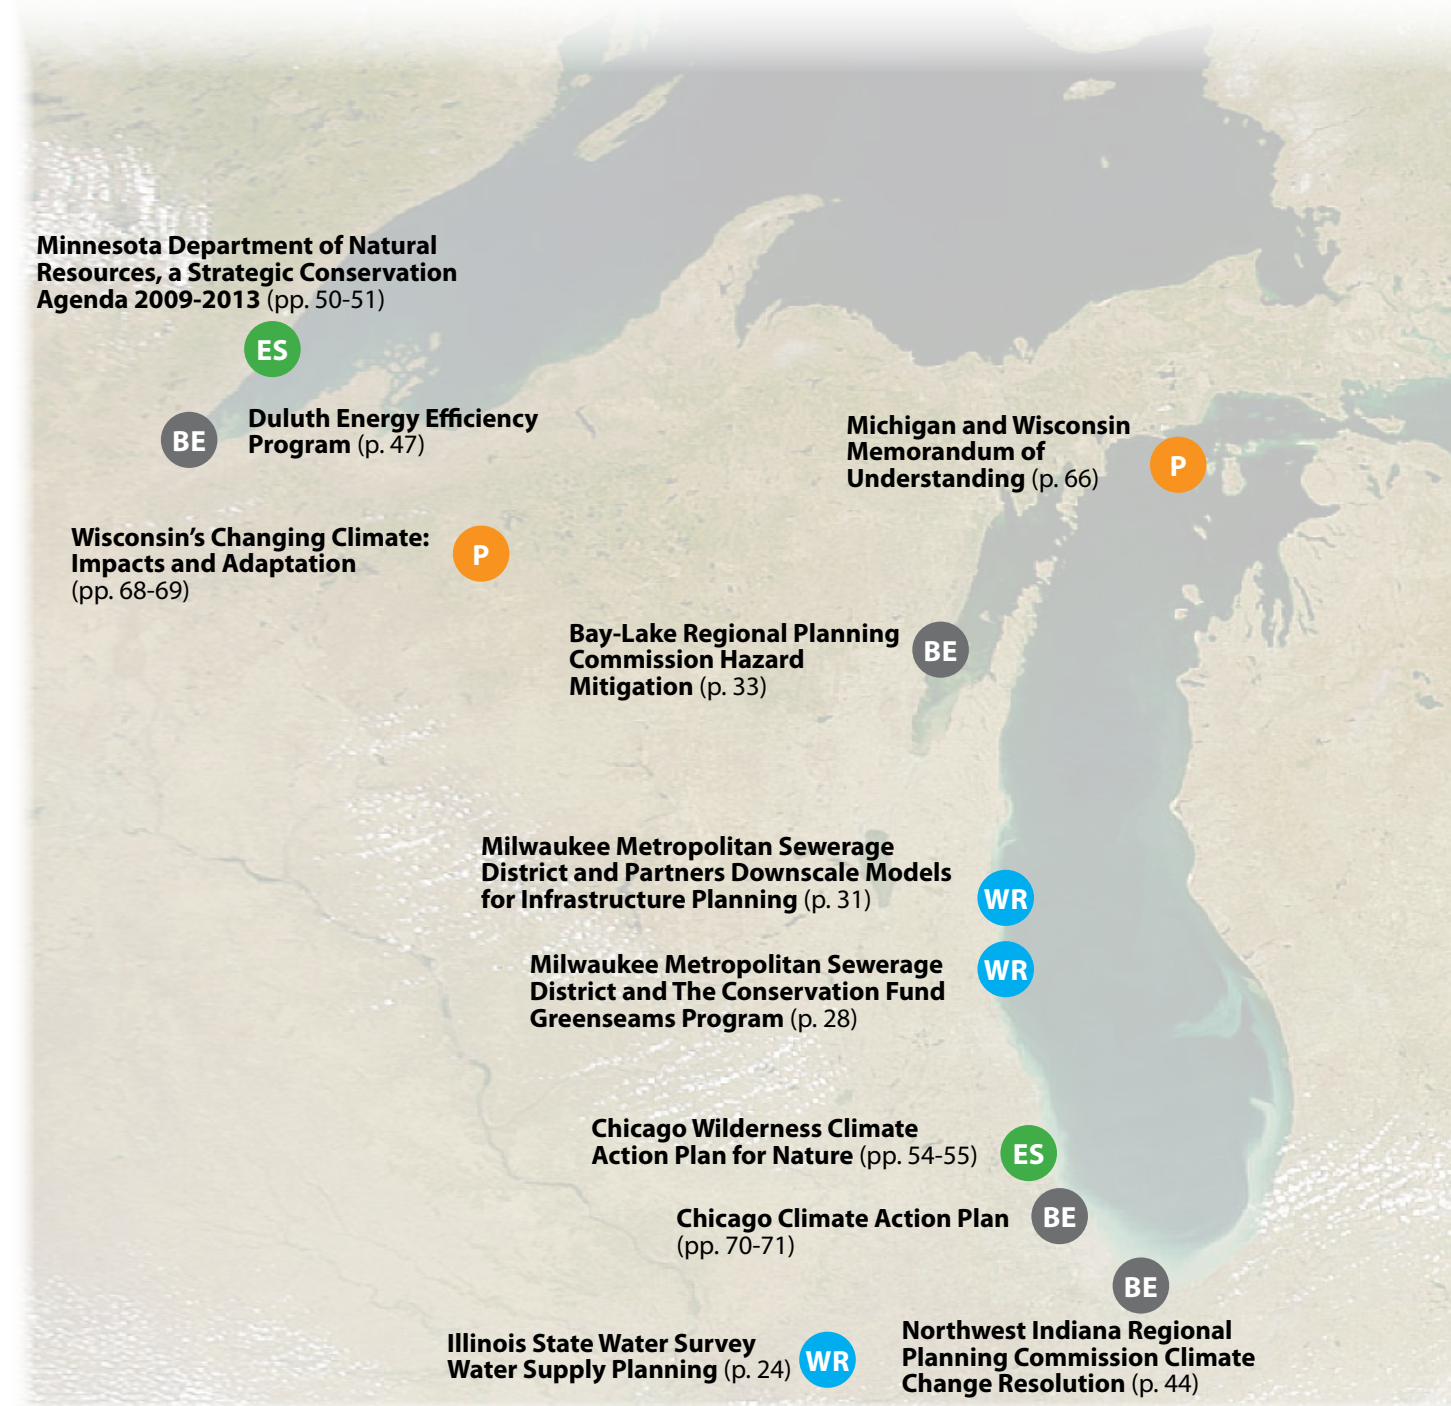 Minnesota Department of Natural
Resources, a Strategic Conservation
Agenda 2009-2013 (pp. 50-51)
ES
BE
Duluth Energy Efficiency
Program (p. 47)
Michigan and Wisconsin
Memorandum of
Understanding (p. 66)
P
Wisconsin’s Changing Climate:
Impacts and Adaptation
(pp. 68-69)
P
Bay-Lake Regional Planning
Commission Hazard
Mitigation (p. 33)
BE
Milwaukee Metropolitan Sewerage
District and Partners Downscale Models
for Infrastructure Planning (p. 31)
WR
Milwaukee Metropolitan Sewerage
District and The Conservation Fund
Greenseams Program (p. 28)
WR
Chicago Wilderness Climate
Action Plan for Nature (pp. 54-55)
ES
Chicago Climate Action Plan
(pp. 70-71)
BE
BE
Northwest Indiana Regional
Planning Commission Climate
Change Resolution (p. 44)
Illinois State Water Survey
Water Supply Planning (p. 24)
WR